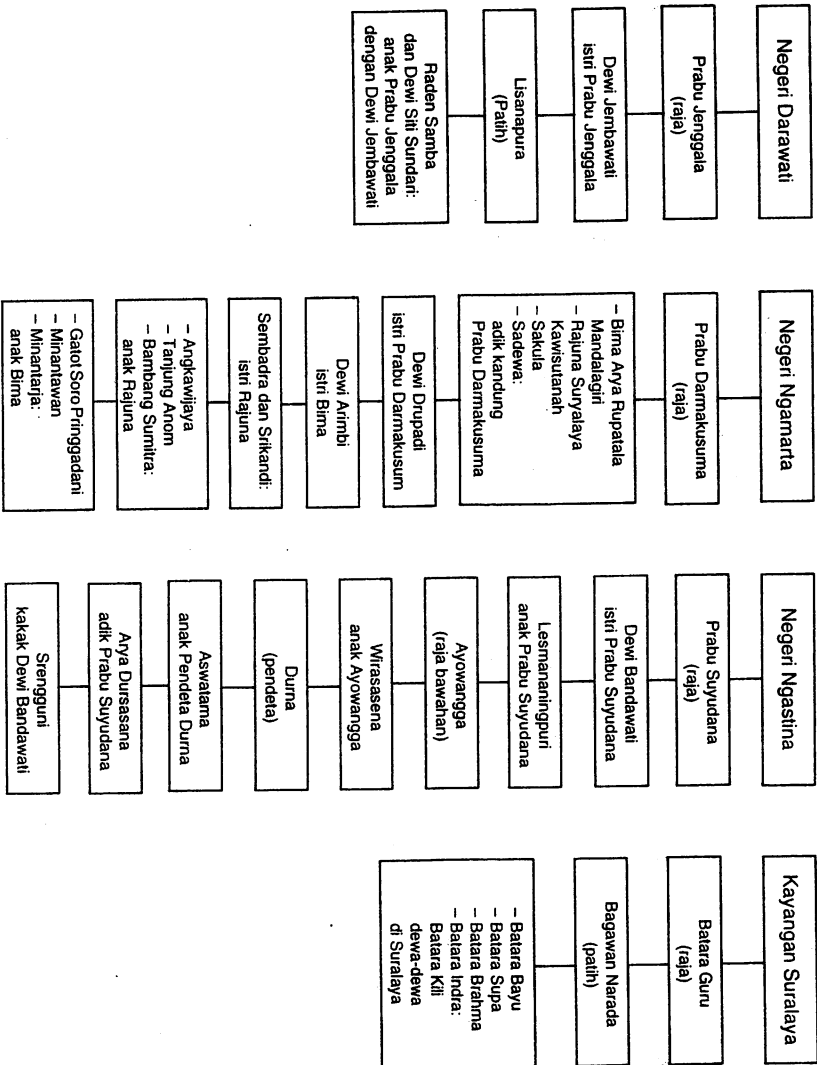 Negeri Darawati
Prabu Jenggala
(raja)
Dewi Jembawati
istri Prabu Jenggala
Lisanapura
(Patih)
Raden Samba
dan Dewi Siti Sundari:
anak Prabu Jenggala
dengan Dewi Jembawati
Negeri Ngamarta
Prabu Darmakusuma
(raja)
– Bima Arya Rupatala
Mandalagiri
– Rajuna Suryalaya
Kawisutanah
– Sakula
– Sadewa:
adik kandung
Prabu Darmakusuma
Dewi Drupadi
istri Prabu Darmakusum
Dewi Arimbi
istri Bima
Sembadra dan Srikandi:
istri Rajuna
– Angkawijaya
– Tanjung Anom
– Bambang Sumitra:
anak Rajuna
– Gatot Soro Pringgadani
– Minantawan
– Minantarja:
anak Bima
Negeri Ngastina
Prabu Suyudana
(raja)
Dewi Bandawati
istri Prabu Suyudana
Lesmananingpuri
anak Prabu Suyudana
Ayowangga
(raja bawahan)
Wirasasena
anak Ayowangga
Durna
(pendeta)
Aswatama
anak Pendeta Durna
Arya Dursasana
adik Prabu Suyudana
Srengguni
kakak Dewi Bandawati
Kayangan Suralaya
Batara Guru
(raja)
Bagawan Narada
(patih)
– Batara Bayu
– Batara Supa
– Batara Brahma
– Batara Indra:
Batara Kili
dewa-dewa
di Suralaya